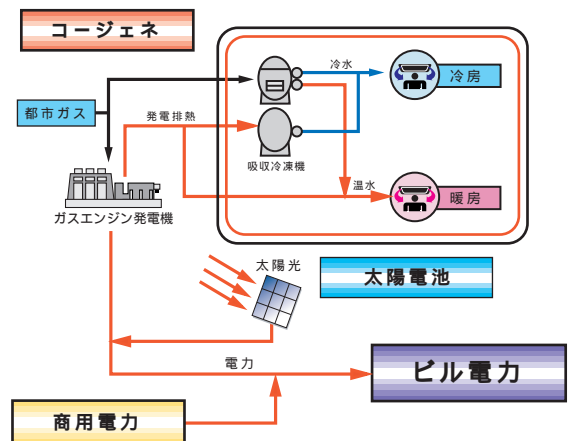 コージェネ
冷水
冷房
都市ガス
発電排熱
吸収冷凍機
温水
暖房
ガスエンジン発電機
太陽光
太陽電池
電力
ビル電力
商用電力